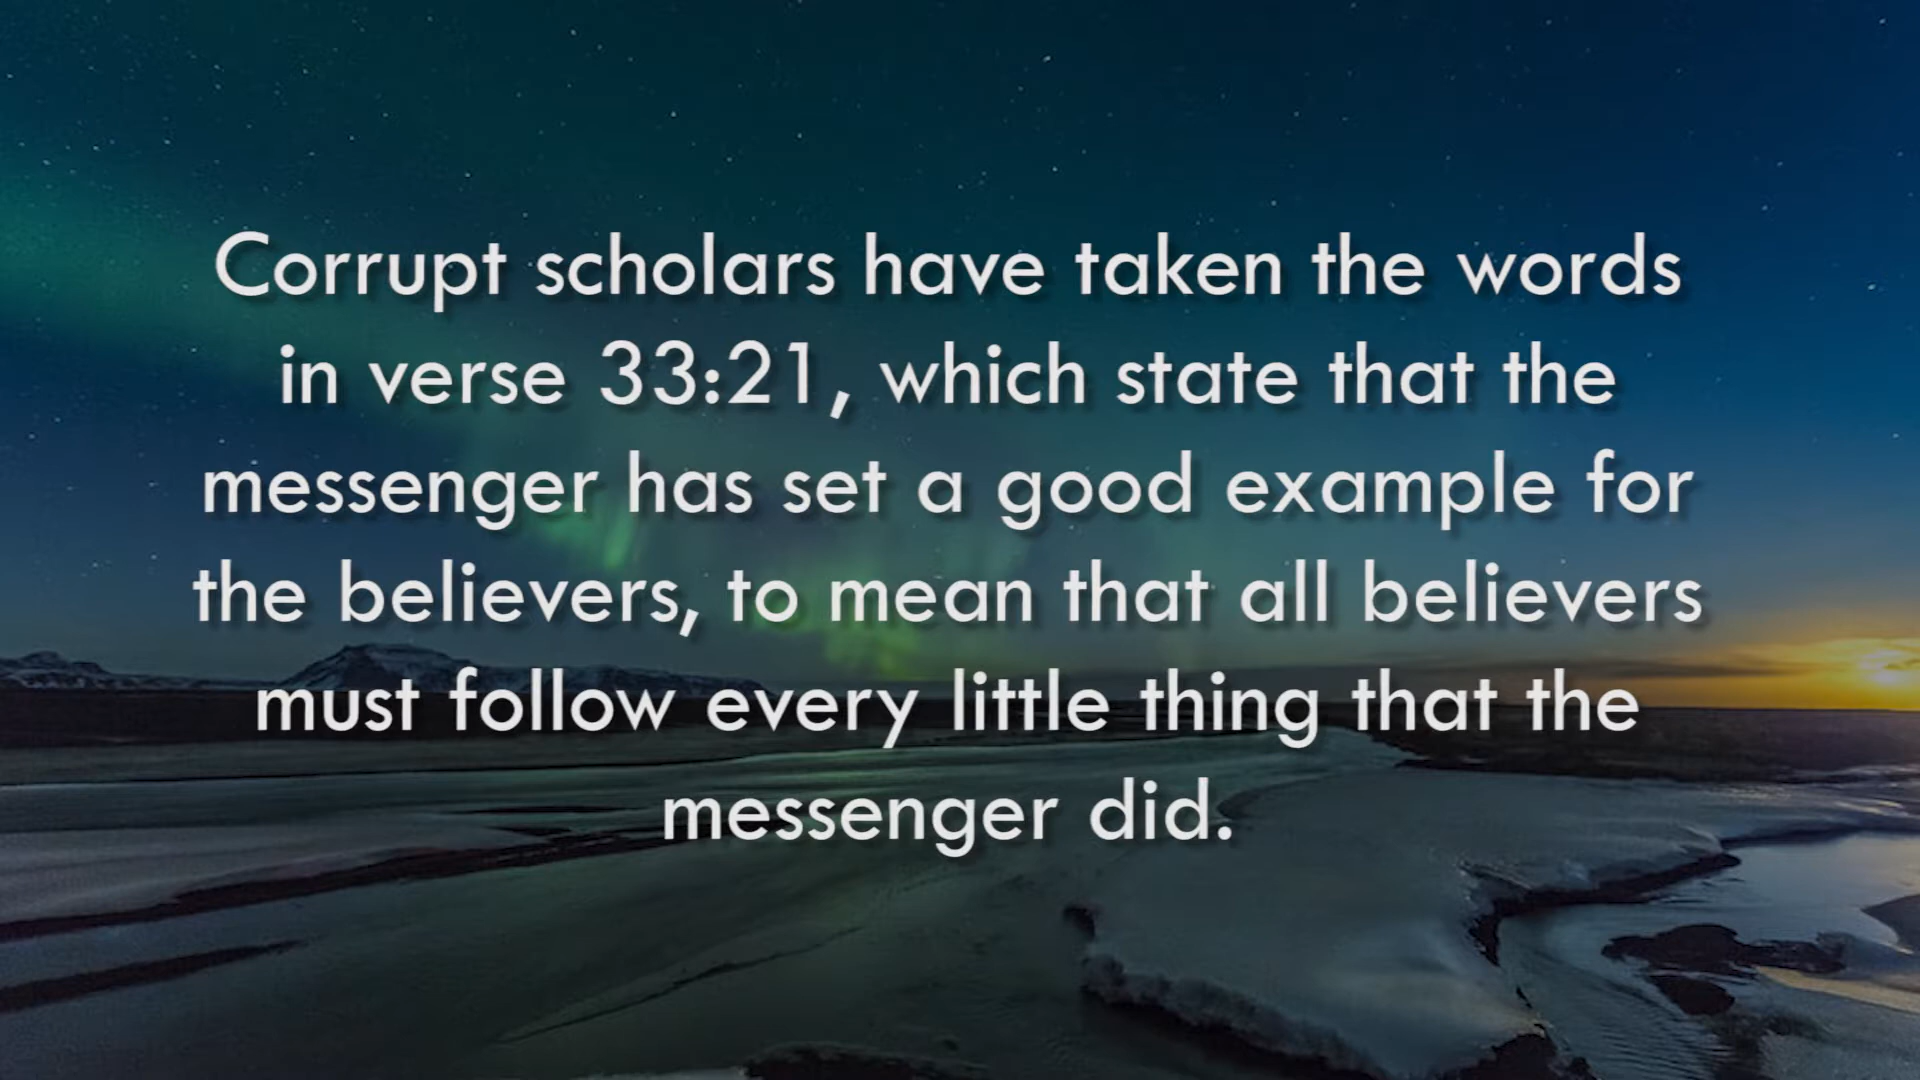 Corrupt scholars have taken the words
in verse 33:21, which state that the
messenger has set a good example for
the believers, to mean that all believers
must follow every little thing that the
messenger did.